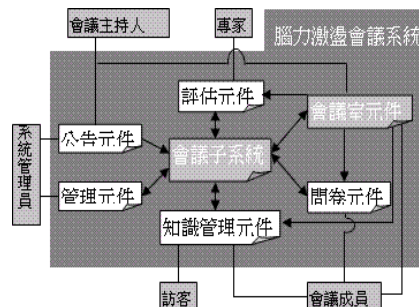 會議主持人
專家
腦力激盪會議系統
評估元件
會議室元件
系統管理員
公告元件
會議子系統
管理元件
問卷元件
知識管理元件
訪客
會議成員